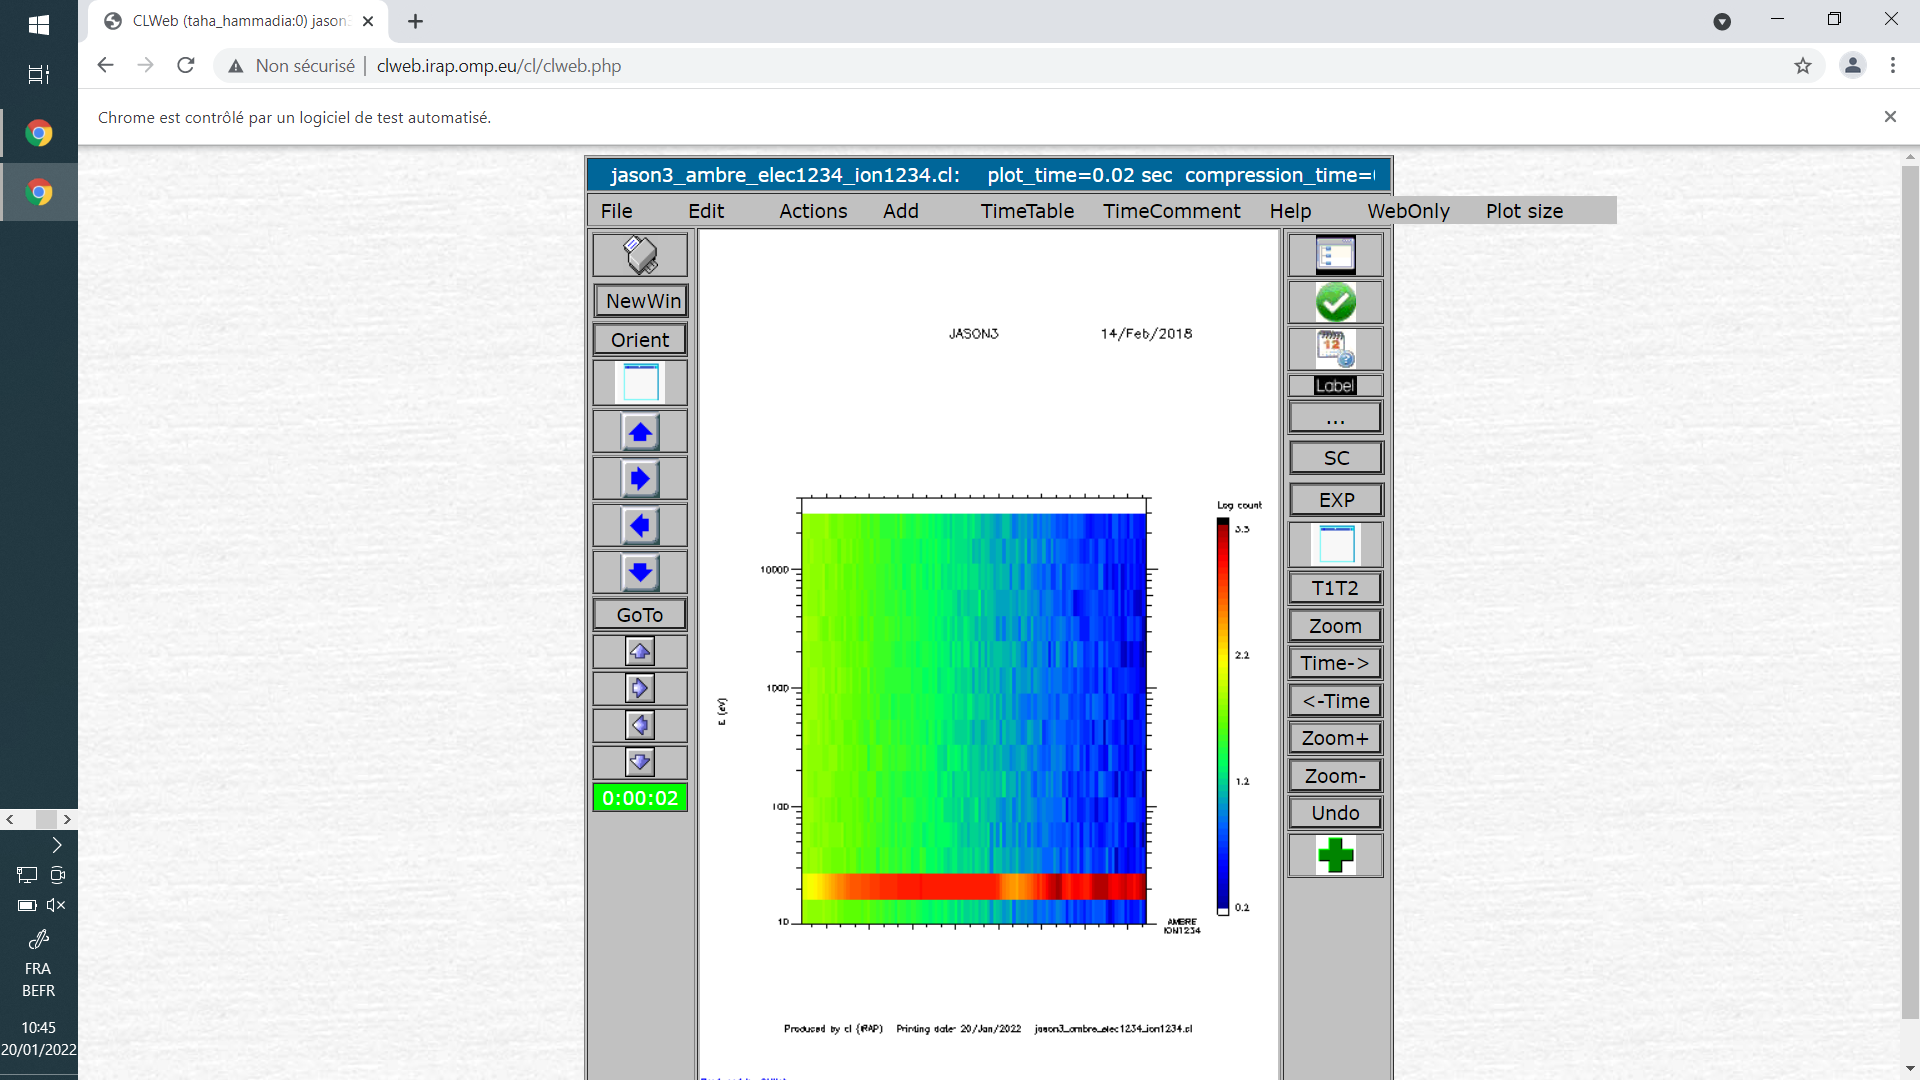 CLWeb (taha_hammadia:0) jason3
Non sécurisé | clweb.irap.omp.eu/cl/clweb.php
Chrome est contrôlé par un logiciel de test automatisé.
jason3_ambre_elec1234_ion1234.cl: plot_time=0.02 sec compression_time=
File Edit Actions Add TimeTable TimeComment Help WebOnly Plot size
NewWin
Orient
GoTo
0:00:02
JASON3 14/Feb/2018
Log count
3.3
2.2
1.2
0.2
10000
1000
100
10
E (eV)
AMBRE
ION1234
Produced by cl (IRAP) Printing date: 20/Jan/2022 jason3_ambre_elec1234_ion1234.cl
12
Label
...
SC
EXP
T1T2
Zoom
Time->
<-Time
Zoom+
Zoom-
Undo
FRA
BEFR
10:45
20/01/2022